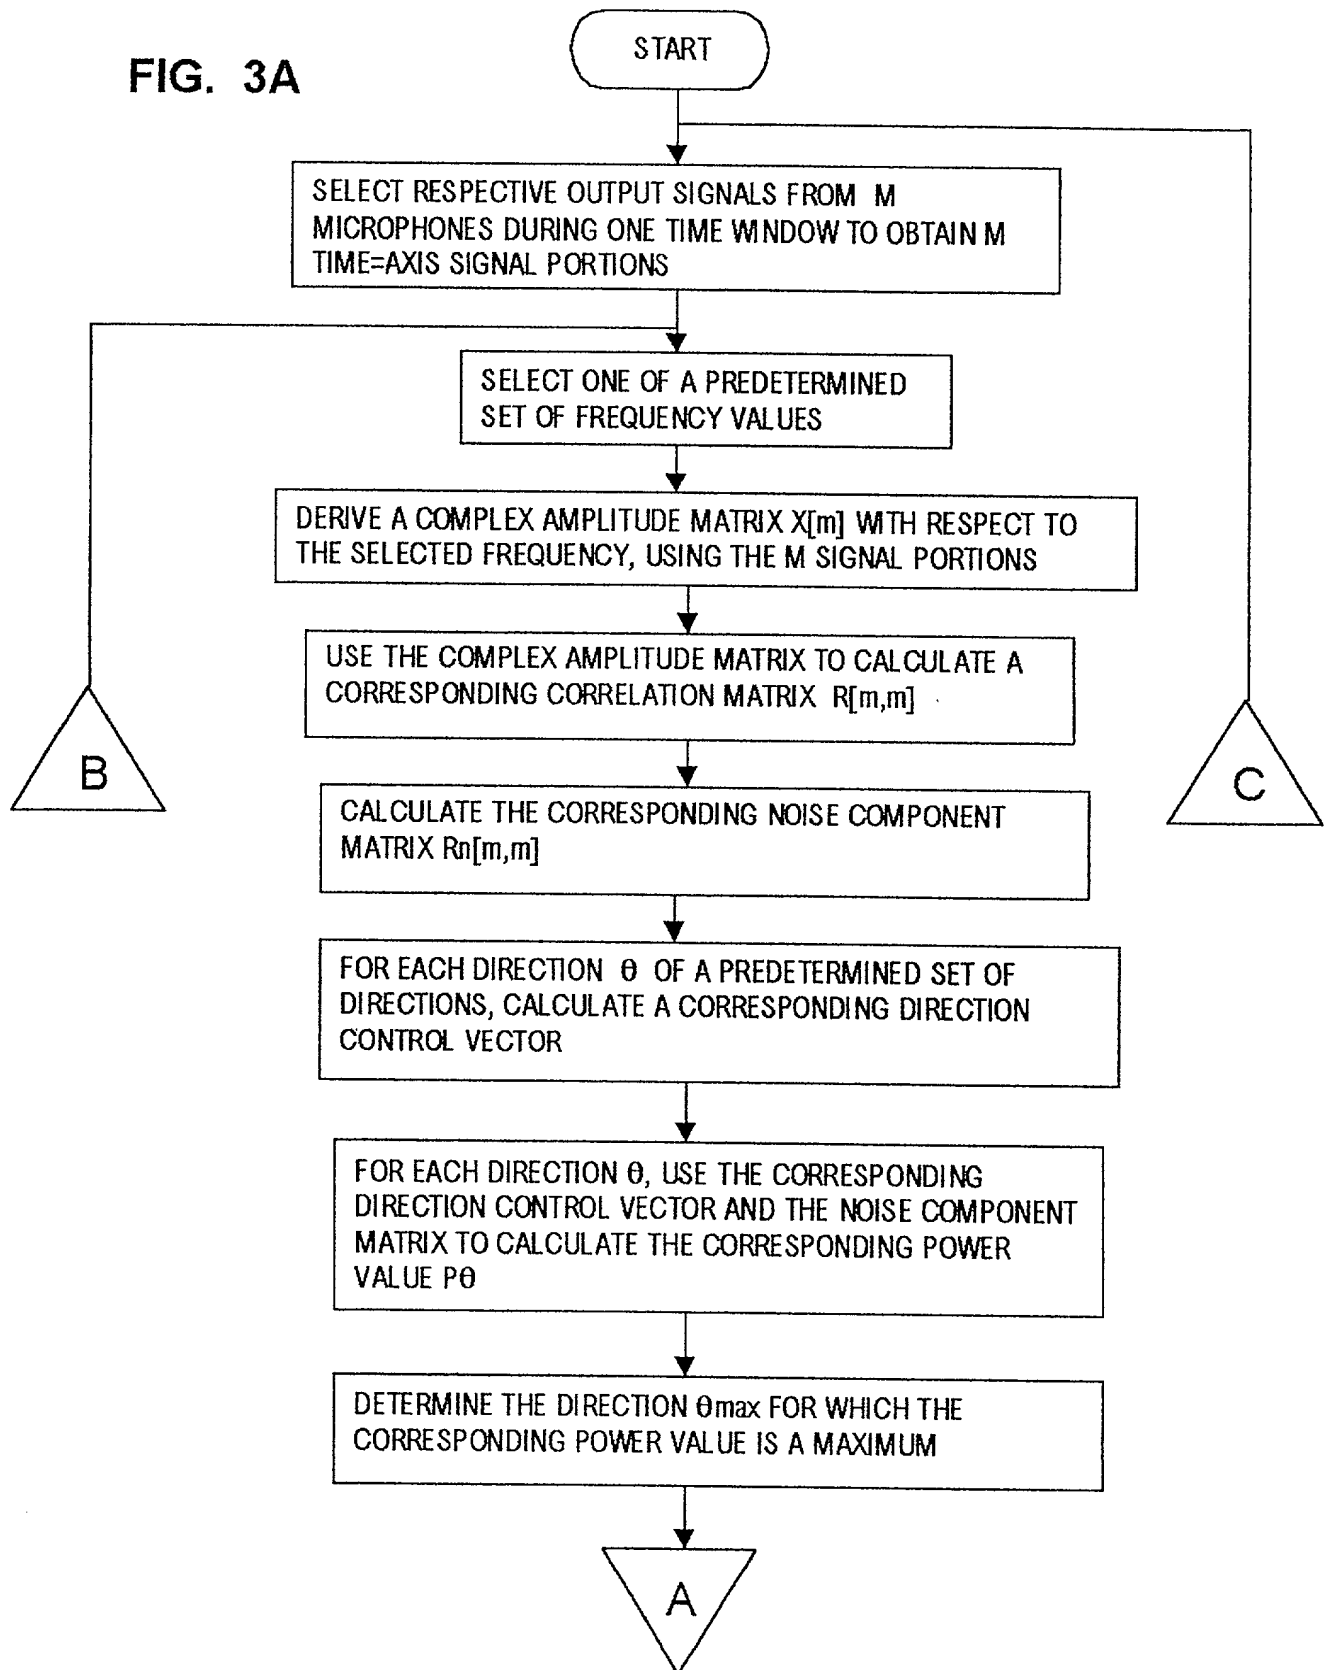 FIG. 3A
START
SELECT RESPECTIVE OUTPUT SIGNALS FROM M
MICROPHONES DURING ONE TIME WINDOW TO OBTAIN M
TIME=AXIS SIGNAL PORTIONS
SELECT ONE OF A PREDETERMINED
SET OF FREQUENCY VALUES
DERIVE A COMPLEX AMPLITUDE MATRIX X[m] WITH RESPECT TO
THE SELECTED FREQUENCY, USING THE M SIGNAL PORTIONS
USE THE COMPLEX AMPLITUDE MATRIX TO CALCULATE A
CORRESPONDING CORRELATION MATRIX R[m,m]
B
C
CALCULATE THE CORRESPONDING NOISE COMPONENT
MATRIX Rn[m,m]
FOR EACH DIRECTION θ OF A PREDETERMINED SET OF
DIRECTIONS, CALCULATE A CORRESPONDING DIRECTION
CONTROL VECTOR
FOR EACH DIRECTION θ, USE THE CORRESPONDING
DIRECTION CONTROL VECTOR AND THE NOISE COMPONENT
MATRIX TO CALCULATE THE CORRESPONDING POWER
VALUE Pθ
DETERMINE THE DIRECTION θmax FOR WHICH THE
CORRESPONDING POWER VALUE IS A MAXIMUM
A